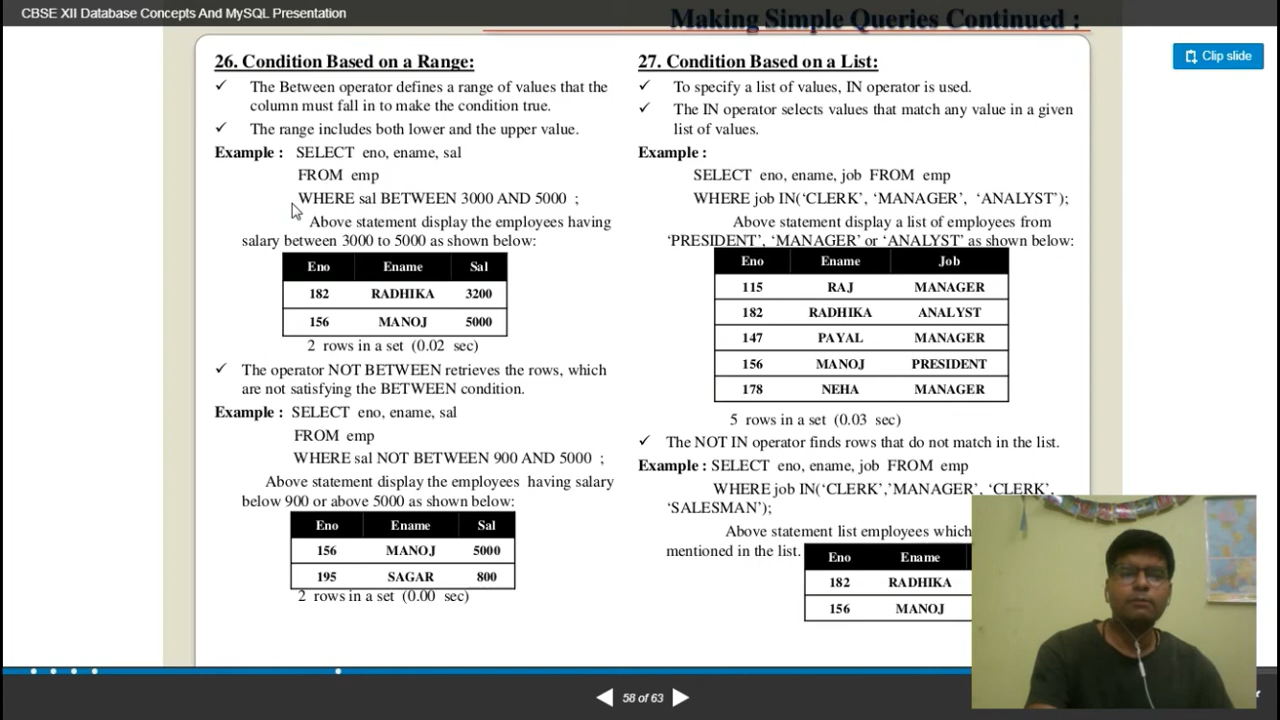 CBSE XII Database Concepts And MySQL Presentation
Making Simple Queries Continued :
Clip slide
26. Condition Based on a Range:
✓ The Between operator defines a range of values that the
column must fall in to make the condition true.
✓ The range includes both lower and the upper value.
Example : SELECT eno, ename, sal
FROM emp
WHERE sal BETWEEN 3000 AND 5000 ;
Above statement display the employees having
salary between 3000 to 5000 as shown below:
Eno Ename Sal
182 RADHIKA 3200
156 MANOJ 5000
2 rows in a set (0.02 sec)
✓ The operator NOT BETWEEN retrieves the rows, which
are not satisfying the BETWEEN condition.
Example : SELECT eno, ename, sal
FROM emp
WHERE sal NOT BETWEEN 900 AND 5000 ;
Above statement display the employees having salary
below 900 or above 5000 as shown below:
Eno Ename Sal
156 MANOJ 5000
195 SAGAR 800
2 rows in a set (0.00 sec)
27. Condition Based on a List:
✓ To specify a list of values, IN operator is used.
✓ The IN operator selects values that match any value in a given
list of values.
Example :
SELECT eno, ename, job FROM emp
WHERE job IN(‘CLERK’, ‘MANAGER’, ‘ANALYST’);
Above statement display a list of employees from
‘PRESIDENT’, ‘MANAGER’ or ‘ANALYST’ as shown below:
Eno Ename Job
115 RAJ MANAGER
182 RADHIKA ANALYST
147 PAYAL MANAGER
156 MANOJ PRESIDENT
178 NEHA MANAGER
5 rows in a set (0.03 sec)
✓ The NOT IN operator finds rows that do not match in the list.
Example : SELECT eno, ename, job FROM emp
WHERE job IN(‘CLERK’,’MANAGER’, ‘CLERK’,
‘SALESMAN’);
Above statement list employees which
mentioned in the list.
Eno Ename
182 RADHIKA
156 MANOJ
58 of 63